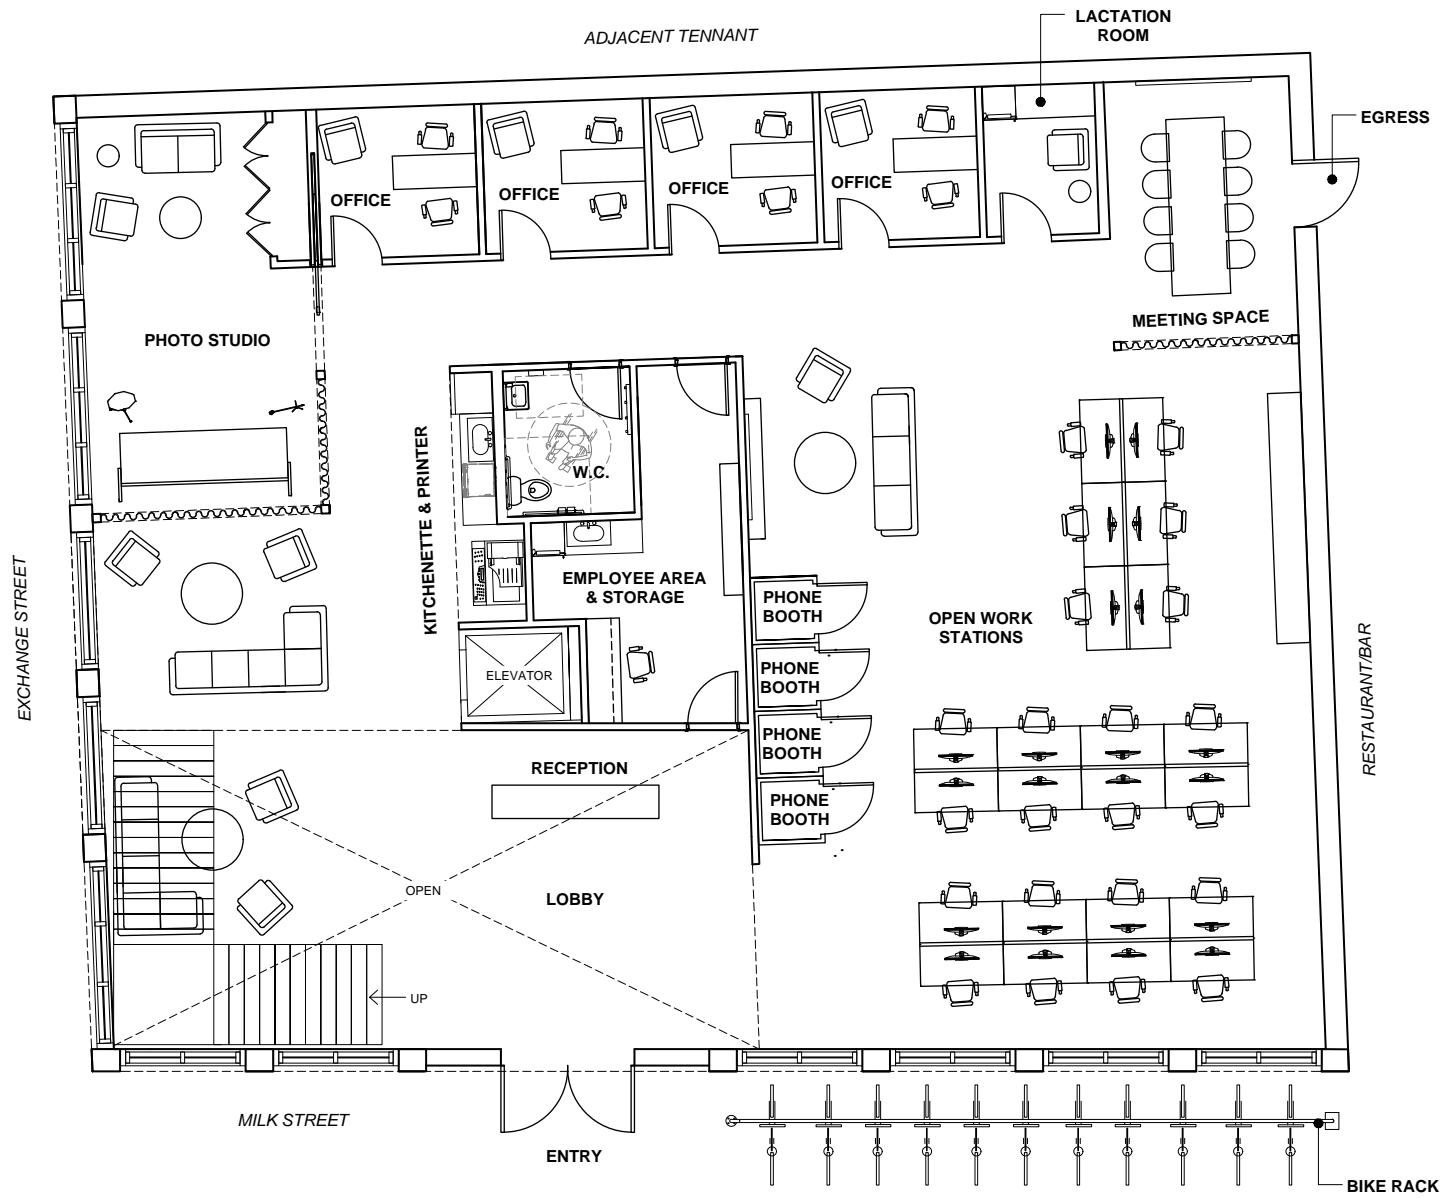 LACTATION
ROOM
ADJACENT TENNANT
EGRESS
OFFICE
OFFICE
OFFICE
OFFICE
MEETING SPACE
PHOTO STUDIO
KITCHENETTE & PRINTER
W.C.
EMPLOYEE AREA
& STORAGE
PHONE
BOOTH
OPEN WORK
STATIONS
EXCHANGE STREET
ELEVATOR
PHONE
BOOTH
RESTAURANT/BAR
PHONE
BOOTH
RECEPTION
PHONE
BOOTH
OPEN
LOBBY
UP
MILK STREET
ENTRY
BIKE RACK